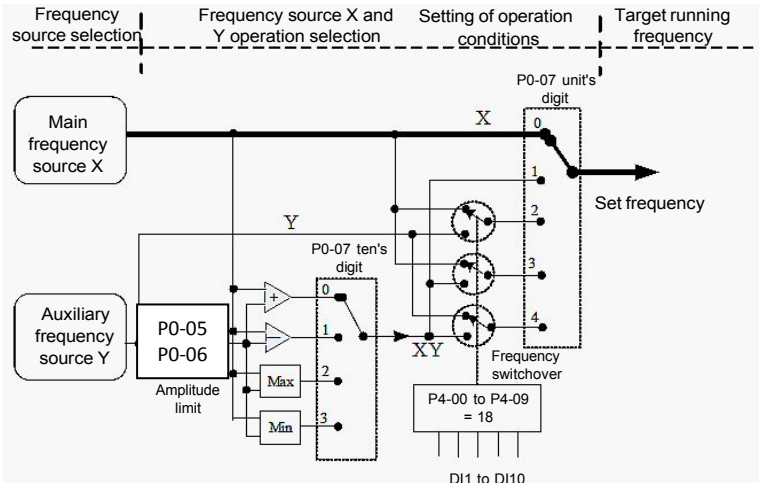 Frequency
source selection
Frequency source X and
Y operation selection
Setting of operation
conditions
Target running
frequency
P0-07 unit's
digit
Main
frequency
source X
X
0
1
2
3
4
Set frequency
Y
P0-07 ten's
digit
Auxiliary
frequency
source Y
P0-05
P0-06
Amplitude
limit
+
−
Max
Min
0
1
2
3
XY
Frequency
switchover
P4-00 to P4-09
= 18
DI1 to DI10